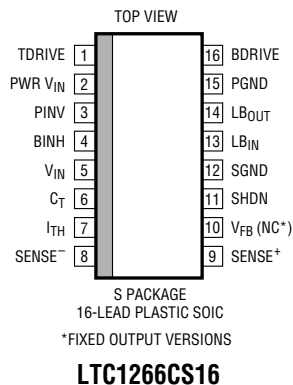 TOP VIEW
TDRIVE 1 16 BDRIVE
PWR VIN 2 15 PGND
PINV 3 14 LBOUT
BINH 4 13 LBIN
VIN 5 12 SGND
CT 6 11 SHDN
ITH 7 10 VFB (NC*)
SENSE– 8 9 SENSE+
S PACKAGE
16-LEAD PLASTIC SOIC
*FIXED OUTPUT VERSIONS
LTC1266CS16